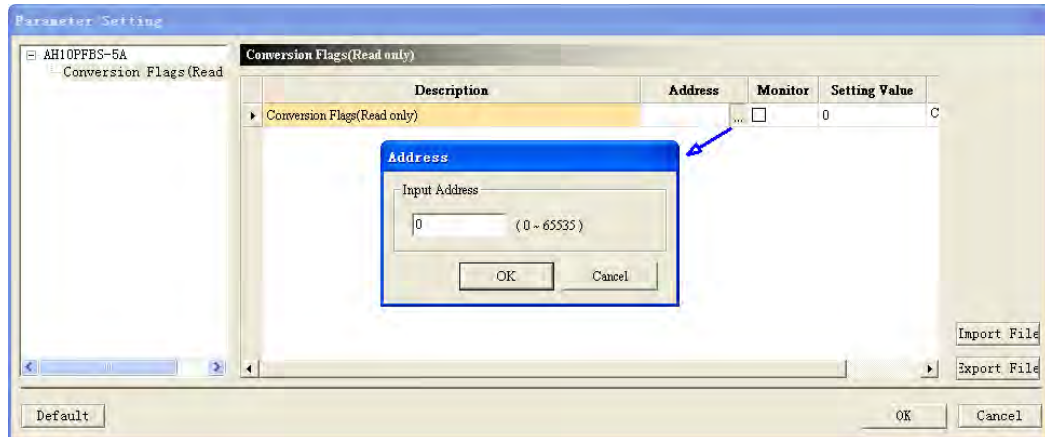 Parameter Setting
AH10PFBS-5A
Conversion Flags(Read
Conversion Flags(Read only)
Description Address Monitor Setting Value
Conversion Flags(Read only) ... 0 C
Address
Input Address
0 (0 ~ 65535)
OK Cancel
Import File
Export File
Default OK Cancel